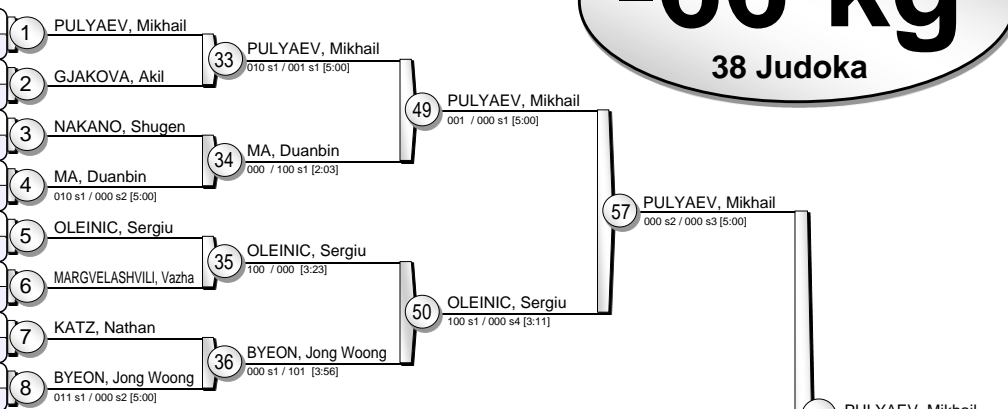 1
PULYAEV, Mikhail
2
GJAKOVA, Akil
3
NAKANO, Shugen
4
MA, Duanbin
010 s1 / 000 s2 [5:00]
5
OLEINIC, Sergiu
6
MARGVELASHVILI, Vazha
7
KATZ, Nathan
8
BYEON, Jong Woong
011 s1 / 000 s2 [5:00]
33
PULYAEV, Mikhail
010 s1 / 001 s1 [5:00]
34
MA, Duanbin
000 / 100 s1 [2:03]
35
OLEINIC, Sergiu
100 / 000 [3:23]
36
BYEON, Jong Woong
000 s1 / 101 [3:56]
49
PULYAEV, Mikhail
001 / 000 s1 [5:00]
50
OLEINIC, Sergiu
100 s1 / 000 s4 [3:11]
57
PULYAEV, Mikhail
000 s2 / 000 s3 [5:00]
kg
38 Judoka
PULYAEV, Mikhail